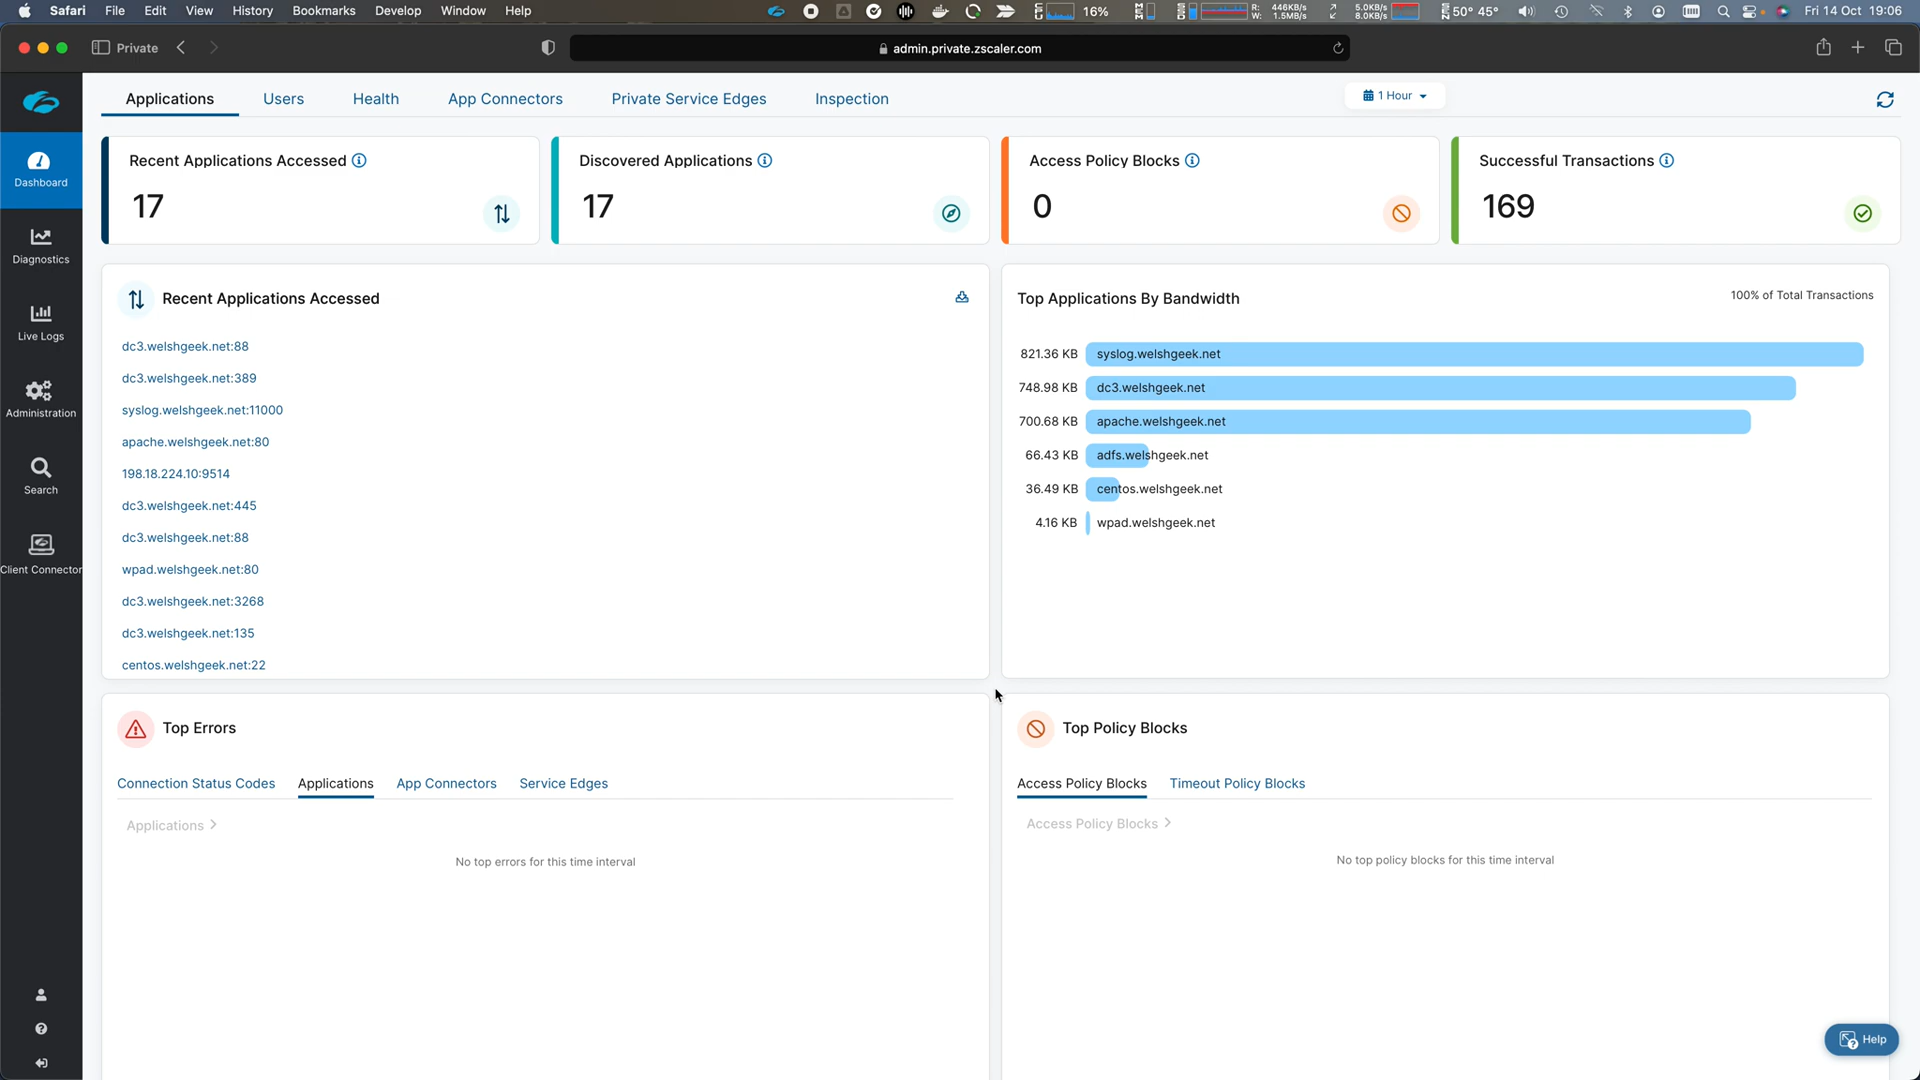 Safari File Edit View History Bookmarks Develop Window Help 16% R: W: 446KB/s 1.5MB/s 5.0KB/s 8.0KB/s 50° 45° Fri 14 Oct 19:06
Private admin.private.zscaler.com
Applications Users Health App Connectors Private Service Edges Inspection 1 Hour
Dashboard
Diagnostics
Live Logs
Administration
Search
Client Connector
Recent Applications Accessed
17
Discovered Applications
17
Access Policy Blocks
0
Successful Transactions
169
Recent Applications Accessed
dc3.welshgeek.net:88
dc3.welshgeek.net:389
syslog.welshgeek.net:11000
apache.welshgeek.net:80
198.18.224.10:9514
dc3.welshgeek.net:445
dc3.welshgeek.net:88
wpad.welshgeek.net:80
dc3.welshgeek.net:3268
dc3.welshgeek.net:135
centos.welshgeek.net:22
Top Applications By Bandwidth 100% of Total Transactions
821.36 KB syslog.welshgeek.net
748.98 KB dc3.welshgeek.net
700.68 KB apache.welshgeek.net
66.43 KB adfs.welshgeek.net
36.49 KB centos.welshgeek.net
4.16 KB wpad.welshgeek.net
Top Errors
Connection Status Codes Applications App Connectors Service Edges
Applications >
No top errors for this time interval
Top Policy Blocks
Access Policy Blocks Timeout Policy Blocks
Access Policy Blocks >
No top policy blocks for this time interval
Help